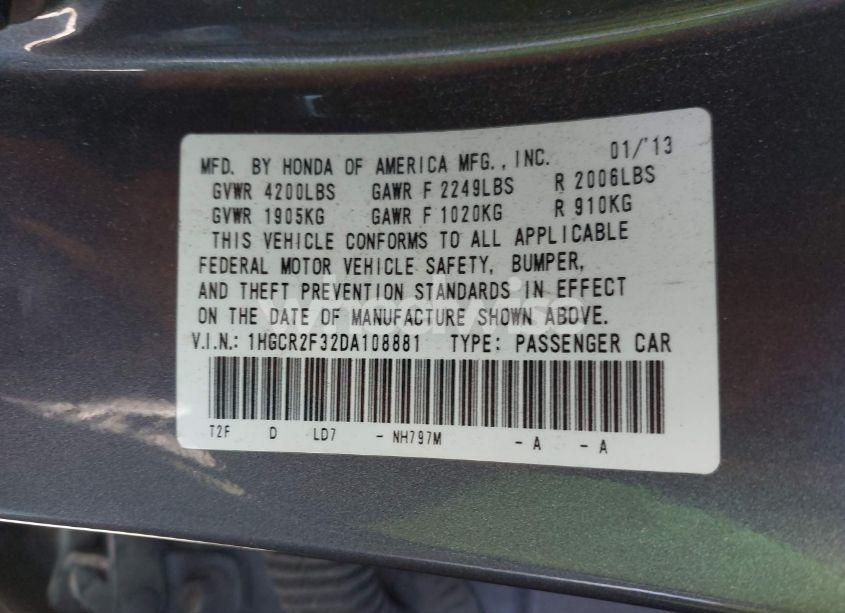 MFD. BY HONDA OF AMERICA MFG., INC. 01/'13
GVWR 4200LBS GAWR F 2249LBS R 2006LBS
GVWR 1905KG GAWR F 1020KG R 910KG
THIS VEHICLE CONFORMS TO ALL APPLICABLE
FEDERAL MOTOR VEHICLE SAFETY, BUMPER,
AND THEFT PREVENTION STANDARDS IN EFFECT
ON THE DATE OF MANUFACTURE SHOWN ABOVE.
V.I.N.: 1HGCR2F32DA108881 TYPE: PASSENGER CAR
T2F D LD7 - NH797M - A - A